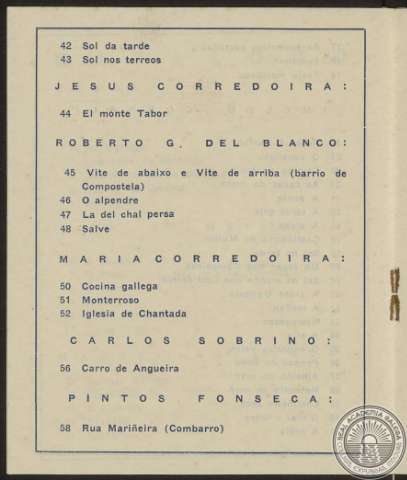 42 Sol da tarde
43 Sol nos terreos
JESUS CORREDOIRA:
44 El monte Tabor
ROBERTO G. DEL BLANCO:
45 Vite de abaixo e Vite de arriba (barrio de
Compostela)
46 O alpendre
47 La del chal persa
48 Salve
MARIA CORREDOIRA:
50 Cocina gallega
51 Monterroso
52 Iglesia de Chantada
CARLOS SOBRINO:
56 Carro de Angueira
PINTOS FONSECA:
58 Rua Mariñeira (Combarro)
REAL ACADEMIA GALEGA